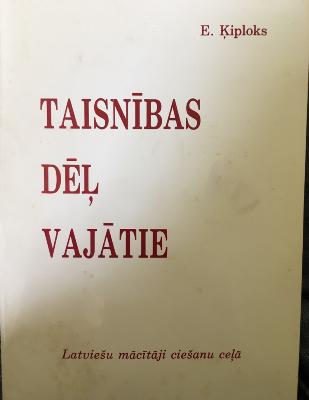 E. Ķiploks
TAISNĪBAS
DĒĻ
VAJĀTIE
Latviešu mācītāji ciešanu ceļā